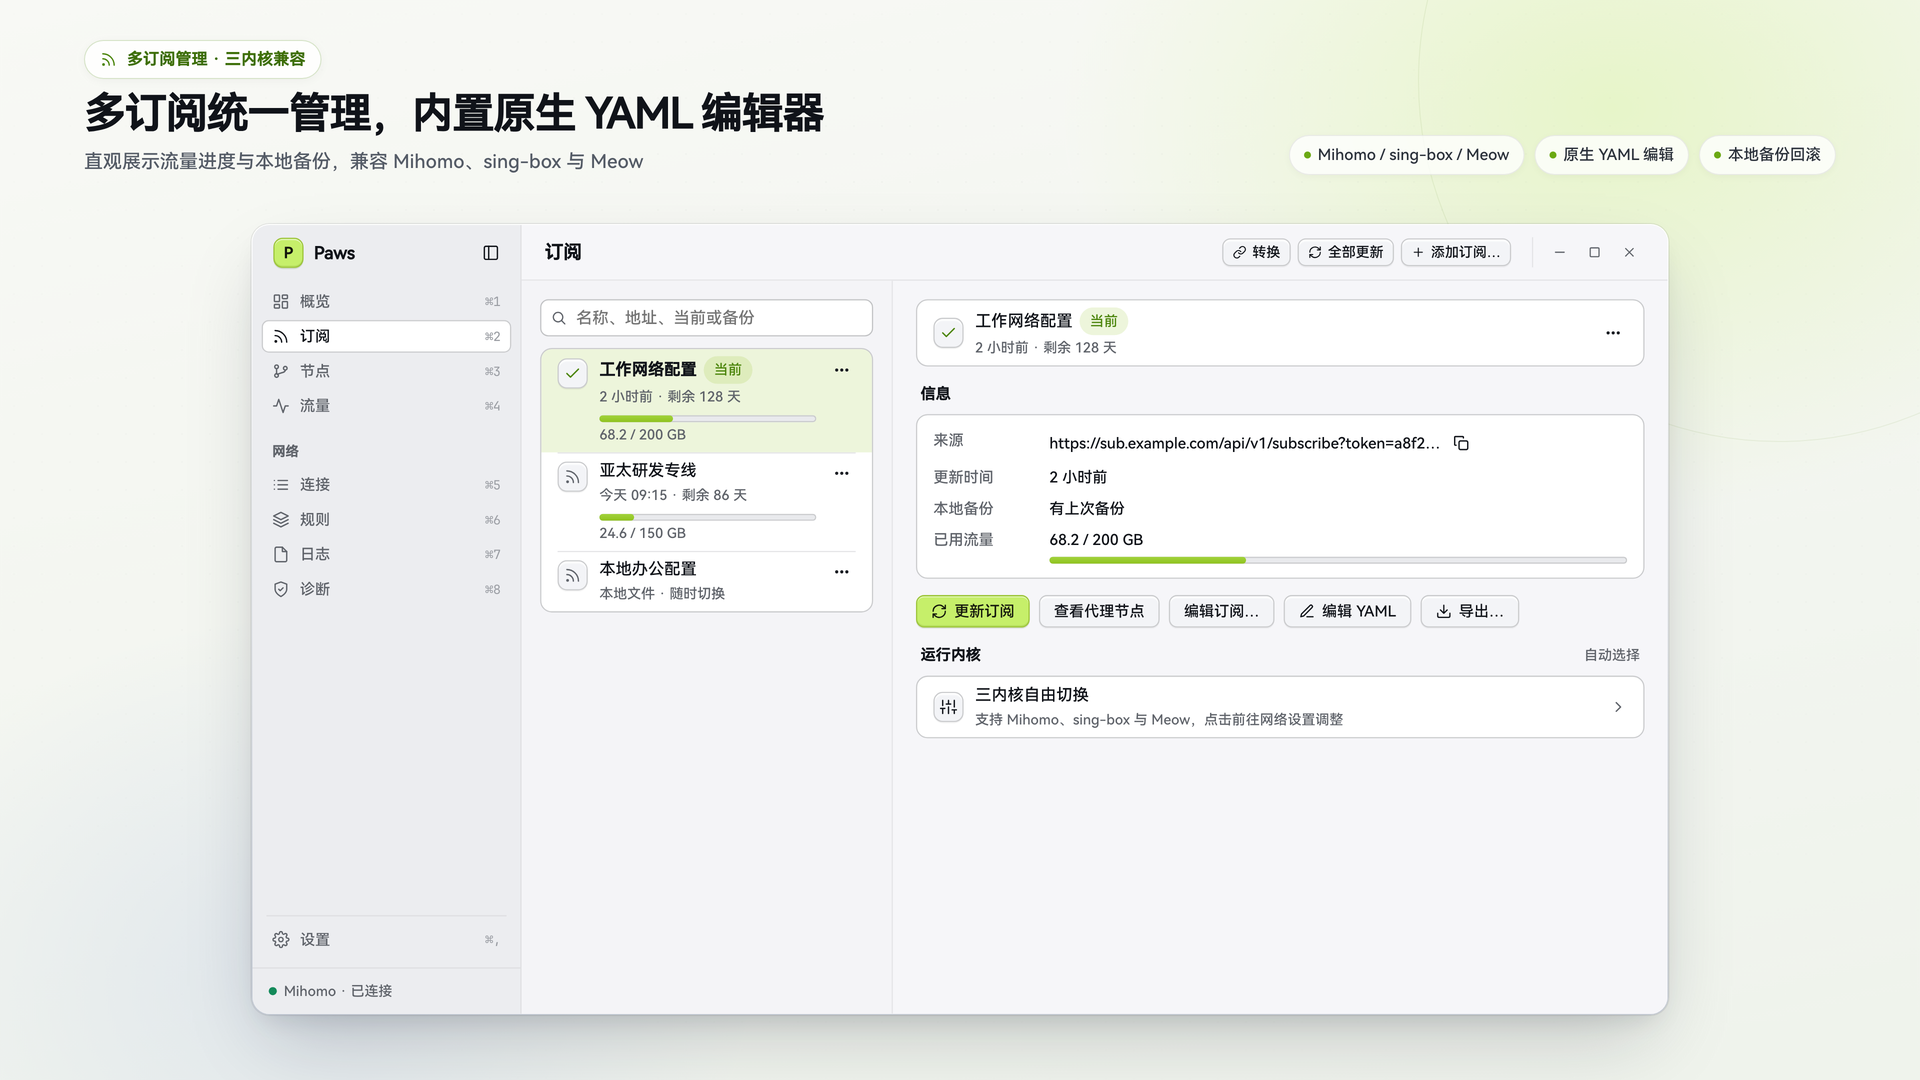 多订阅管理 · 三内核兼容
多订阅统一管理，内置原生 YAML 编辑器
直观展示流量进度与本地备份，兼容 Mihomo、sing-box 与 Meow
Mihomo / sing-box / Meow
原生 YAML 编辑
本地备份回滚
P Paws
概览 ⌘1
订阅 ⌘2
节点 ⌘3
流量 ⌘4
网络
连接 ⌘5
规则 ⌘6
日志 ⌘7
诊断 ⌘8
设置 ⌘,
Mihomo · 已连接
订阅
转换
全部更新
添加订阅...
名称、地址、当前或备份
工作网络配置 当前
2 小时前 · 剩余 128 天
68.2 / 200 GB
亚太研发专线
今天 09:15 · 剩余 86 天
24.6 / 150 GB
本地办公配置
本地文件 · 随时切换
工作网络配置 当前
2 小时前 · 剩余 128 天
信息
来源 https://sub.example.com/api/v1/subscribe?token=a8f2...
更新时间 2 小时前
本地备份 有上次备份
已用流量 68.2 / 200 GB
更新订阅
查看代理节点
编辑订阅...
编辑 YAML
导出...
运行内核 自动选择
三内核自由切换
支持 Mihomo、sing-box 与 Meow，点击前往网络设置调整